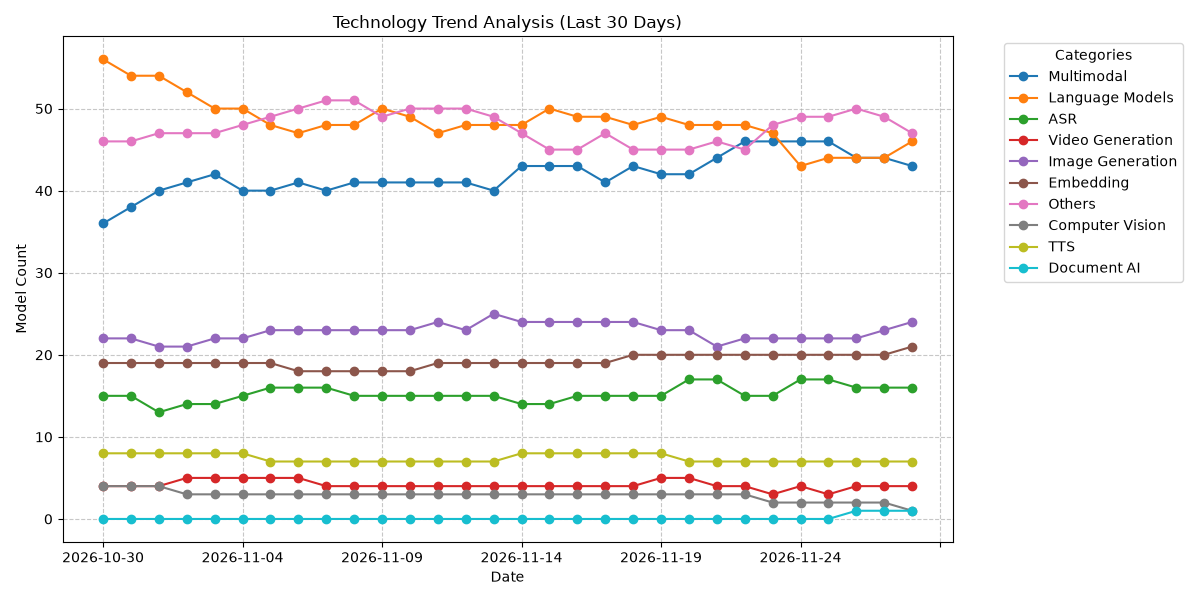 Technology Trend Analysis (Last 30 Days)
Model Count
50
40
30
20
10
0
2026-10-30
2026-11-04
2026-11-09
2026-11-14
2026-11-19
2026-11-24
Date
Categories
Multimodal
Language Models
ASR
Video Generation
Image Generation
Embedding
Others
Computer Vision
TTS
Document AI